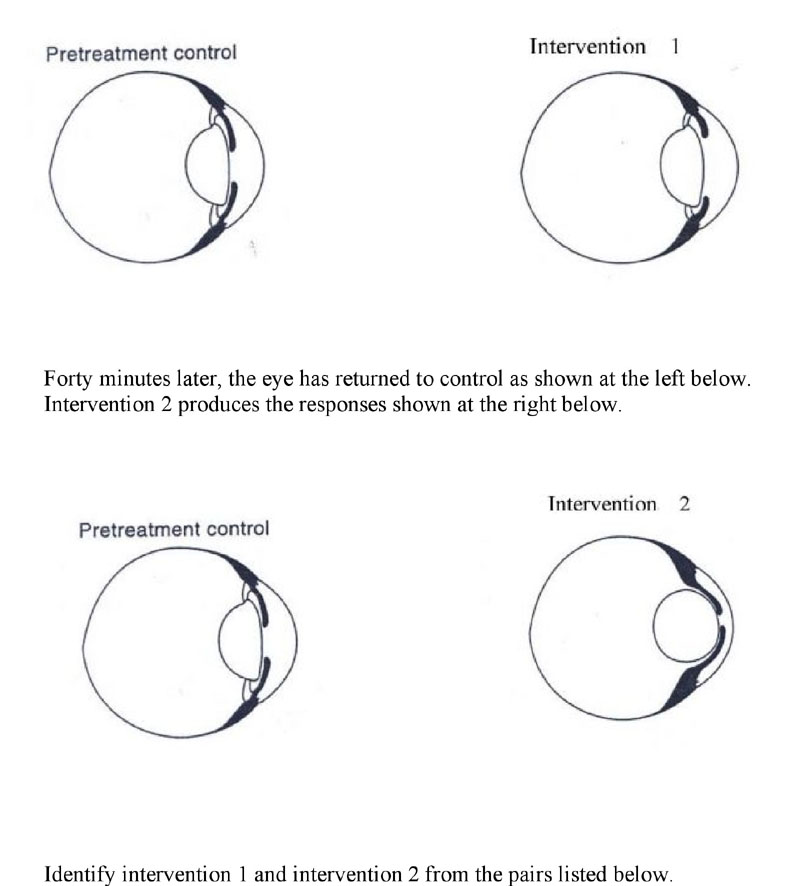 Pretreatment control
Intervention 1
Forty minutes later, the eye has returned to control as shown at the left below.
Intervention 2 produces the responses shown at the right below.
Intervention 2
Pretreatment control
Identify intervention 1 and intervention 2 from the pairs listed below.